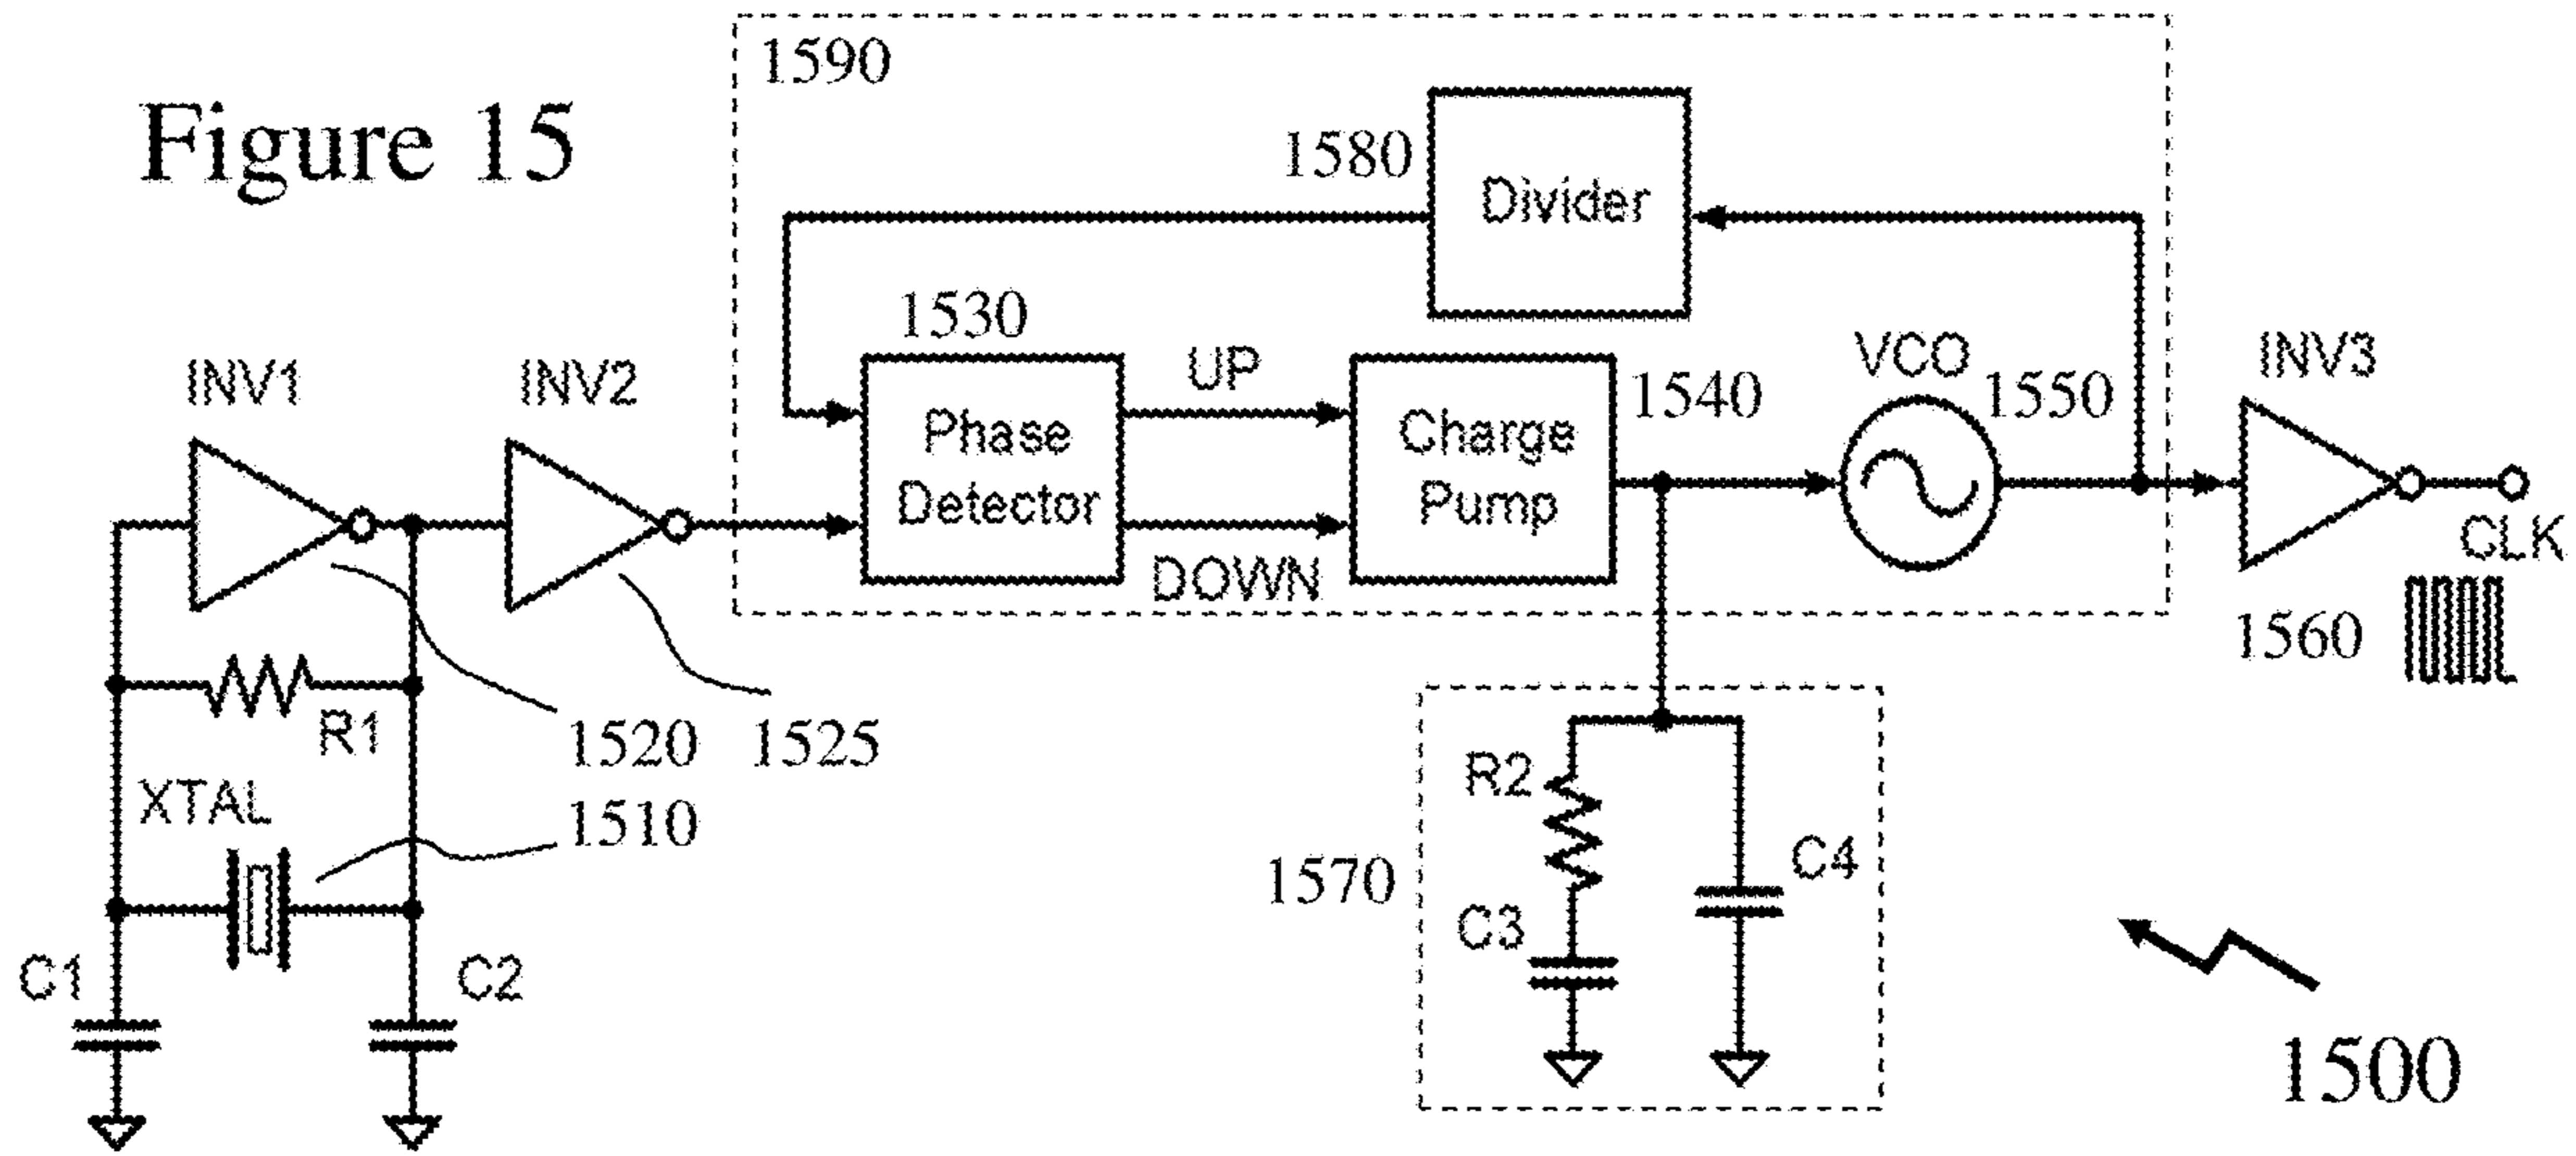 Figure 15
1590
1580
Divider
1530
INV1
INV2
UP
1540
VCO
1550
INV3
Phase
Detector
Charge
Pump
DOWN
CLK
1560
R1
1520
1525
XTAL
1510
R2
1570
C4
C3
C1
C2
1500